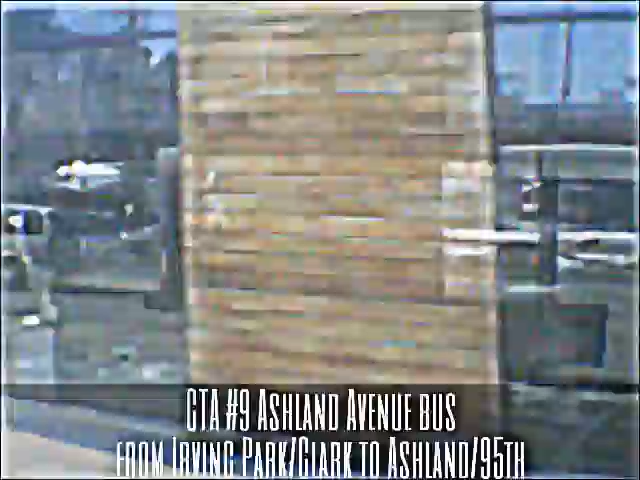 CTA #9 Ashland Avenue bus
from Irving Park/Clark to Ashland/95th